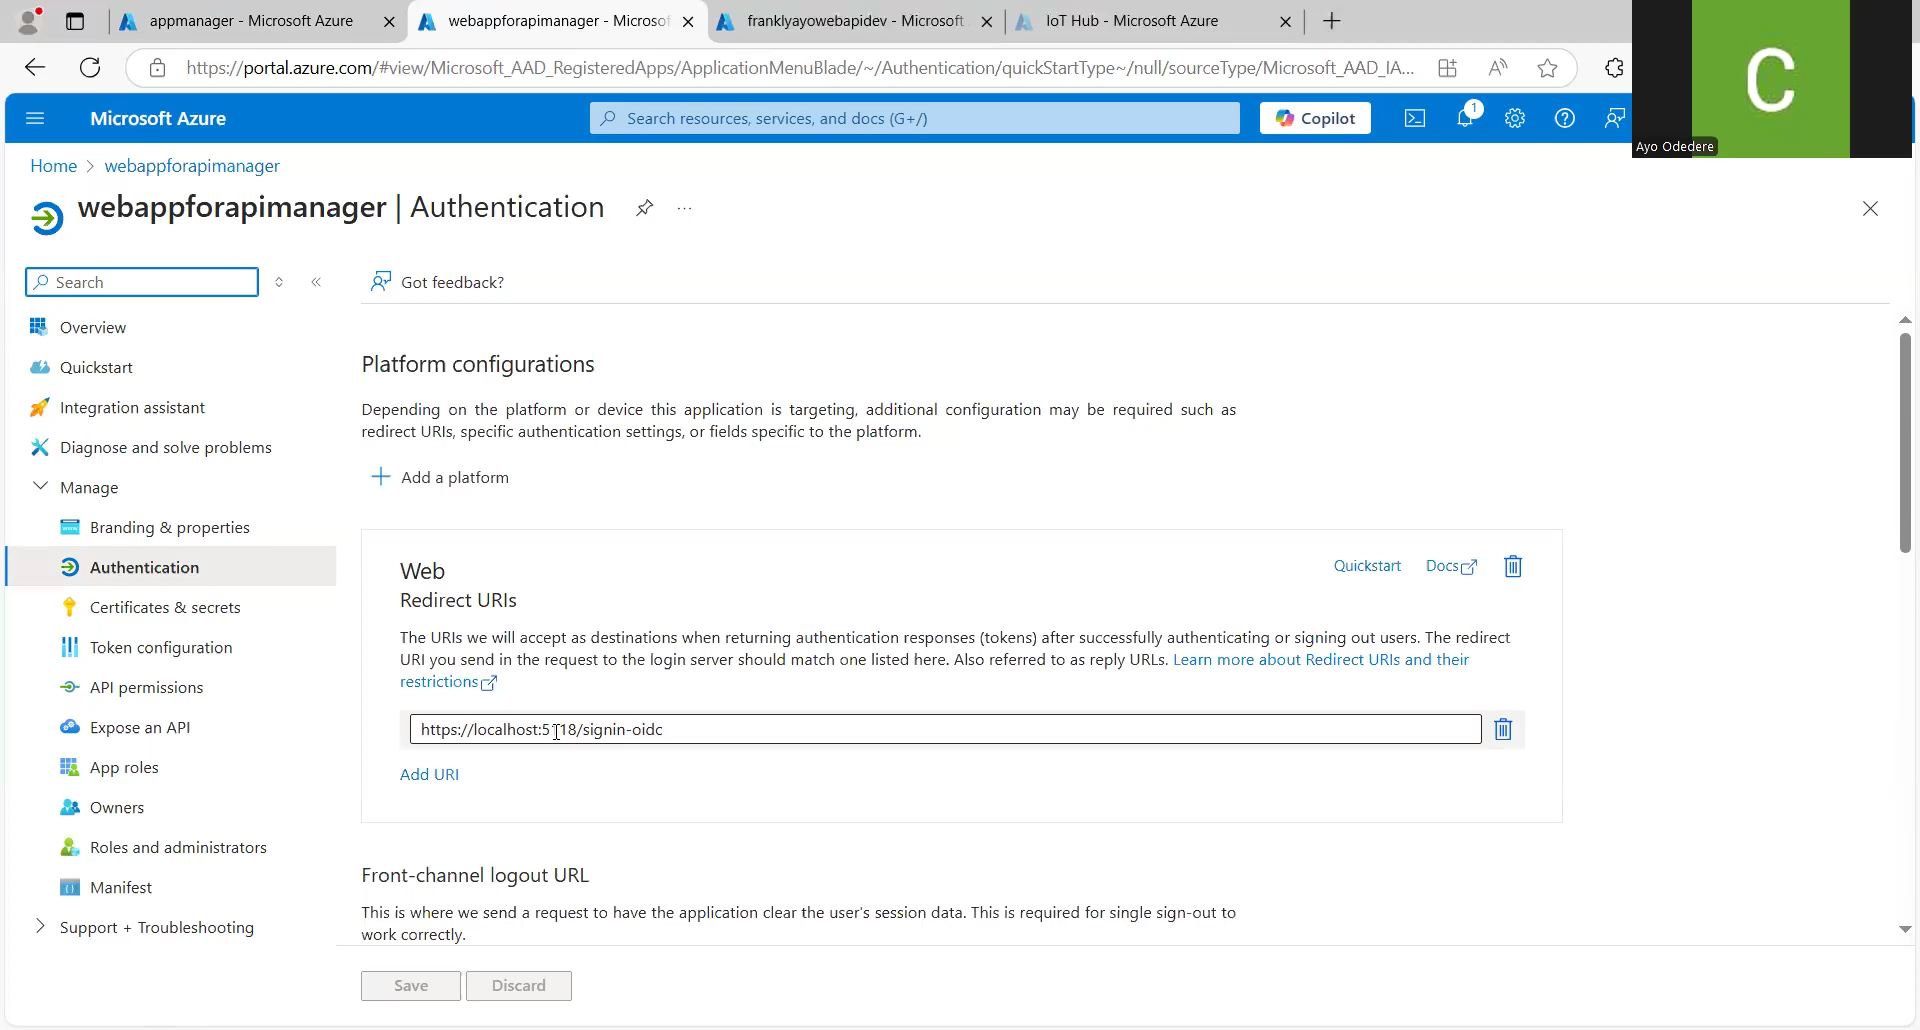 appmanager - Microsoft Azure
webappforapimanager - Microsof
franklyayowebapidev - Microsoft
IoT Hub - Microsoft Azure
https://portal.azure.com/#view/Microsoft_AAD_RegisteredApps/ApplicationMenuBlade/~/Authentication/quickStartType~/null/sourceType/Microsoft_AAD_IA...
C
Ayo Odedere
Microsoft Azure
Search resources, services, and docs (G+/)
Copilot
1
Home > webappforapimanager
webappforapimanager | Authentication
Search
Got feedback?
Overview
Quickstart
Integration assistant
Diagnose and solve problems
Manage
Branding & properties
Authentication
Certificates & secrets
Token configuration
API permissions
Expose an API
App roles
Owners
Roles and administrators
Manifest
Support + Troubleshooting
Platform configurations
Depending on the platform or device this application is targeting, additional configuration may be required such as
redirect URIs, specific authentication settings, or fields specific to the platform.
Add a platform
Web
Quickstart
Docs
Redirect URIs
The URIs we will accept as destinations when returning authentication responses (tokens) after successfully authenticating or signing out users. The redirect
URI you send in the request to the login server should match one listed here. Also referred to as reply URLs. Learn more about Redirect URIs and their
restrictions
Add URI
Front-channel logout URL
This is where we send a request to have the application clear the user's session data. This is required for single sign-out to
work correctly.
Save
Discard